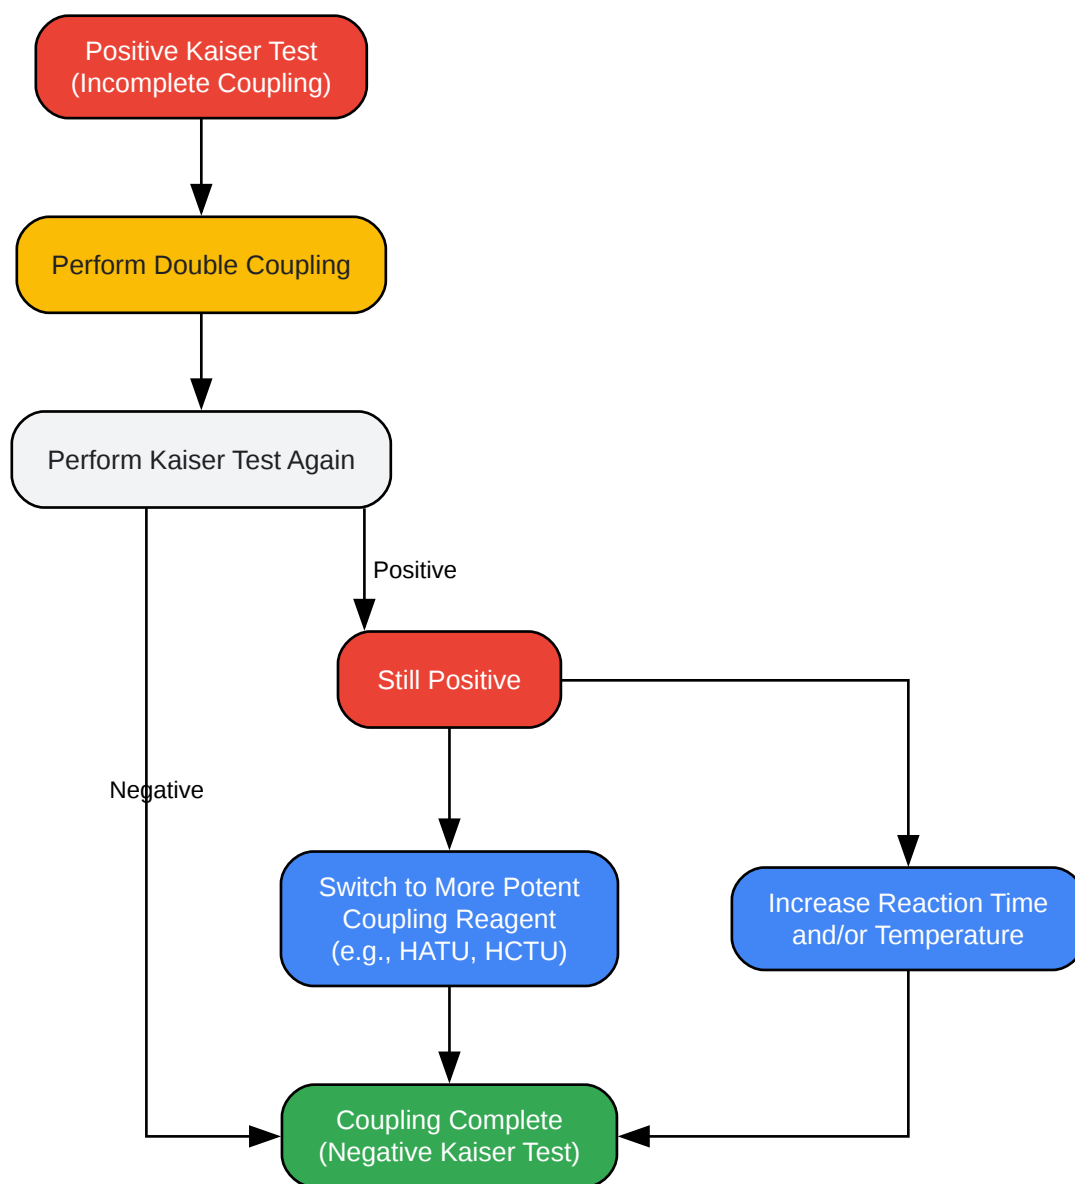 Positive Kaiser Test
(Incomplete Coupling)
Perform Double Coupling
Perform Kaiser Test Again
Positive
Still Positive
Negative
Switch to More Potent
Coupling Reagent
(e.g., HATU, HCTU)
Increase Reaction Time
and/or Temperature
Coupling Complete
(Negative Kaiser Test)